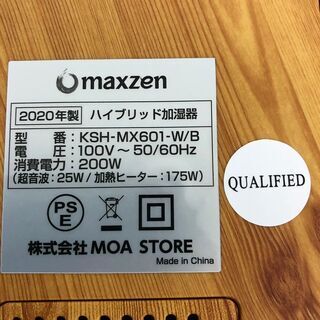 maxzen
2020年製 ハイブリッド加湿器
型番：KSH-MX601-W/B
電圧：100V～50/60Hz
消費電力：200W
(超音波：25W / 加熱ヒーター：175W)
PS
E
株式会社 MOA STORE
Made in China
QUALIFIED